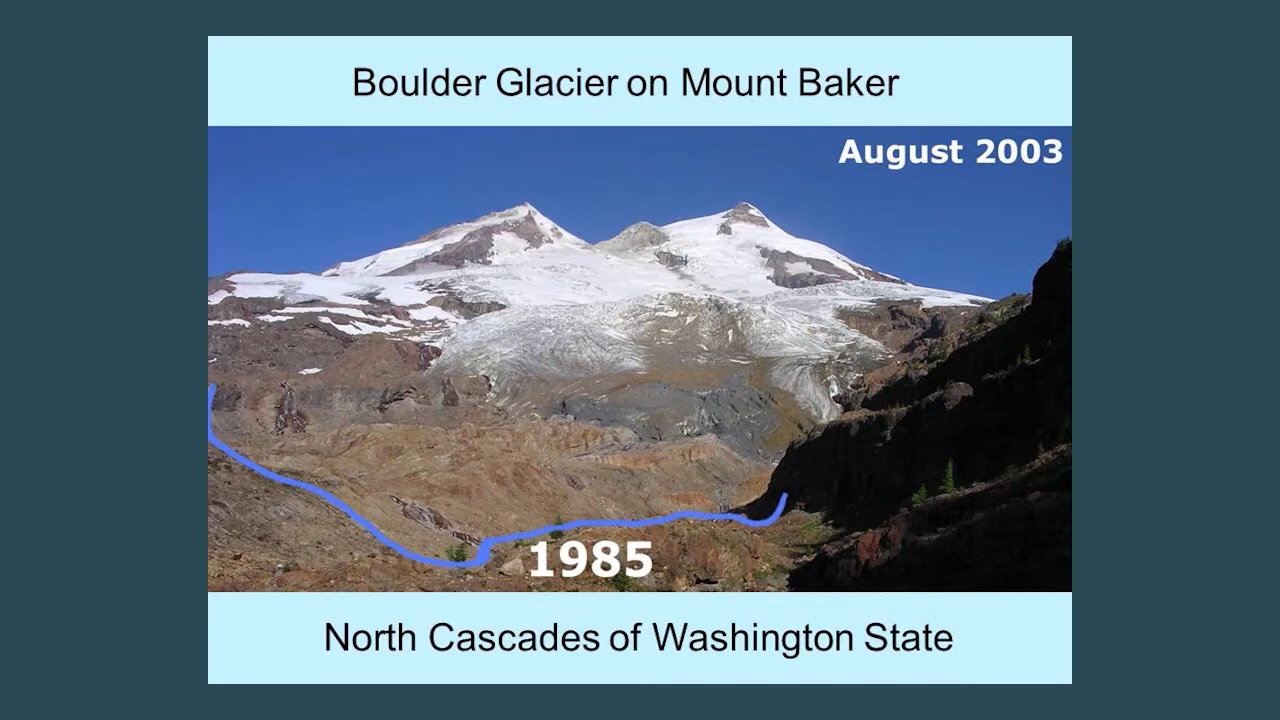 Boulder Glacier on Mount Baker
August 2003
1985
North Cascades of Washington State